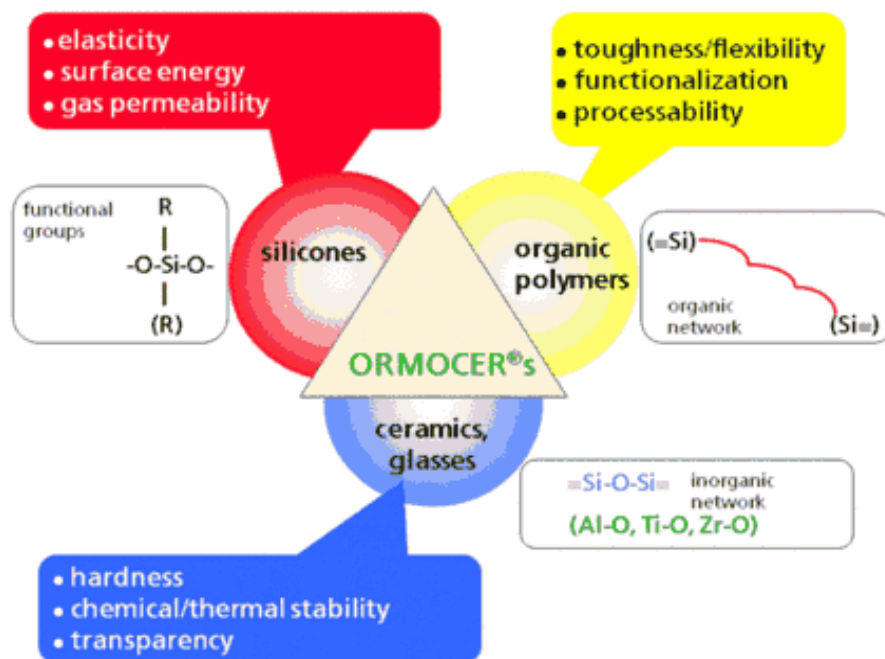 • elasticity
• surface energy
• gas permeability
• toughness/flexibility
• functionalization
• processability
functional
groups
R
-O-Si-O-
(R)
silicones
organic
polymers
(≡Si)
organic
network
(Si≡)
ORMOCER®s
ceramics,
glasses
≡Si-O-Si≡ inorganic
network
(Al-O, Ti-O, Zr-O)
• hardness
• chemical/thermal stability
• transparency